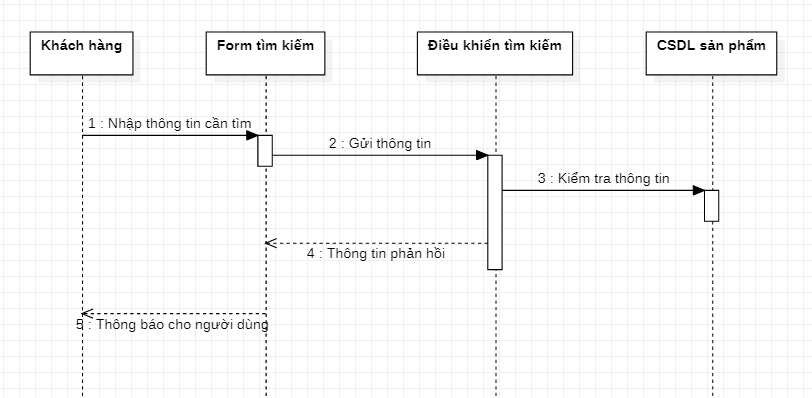 Khách hàng
Form tìm kiếm
Điều khiển tìm kiếm
CSDL sản phẩm
1 : Nhập thông tin cần tìm
2 : Gửi thông tin
3 : Kiểm tra thông tin
4 : Thông tin phản hồi
5 : Thông báo cho người dùng